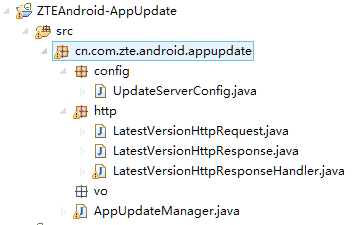 ZTEAndroid-AppUpdate
src
cn.com.zte.android.appupdate
config
UpdateServerConfig.java
http
LatestVersionHttpRequest.java
LatestVersionHttpResponse.java
LatestVersionHttpResponseHandler.java
vo
AppUpdateManager.java